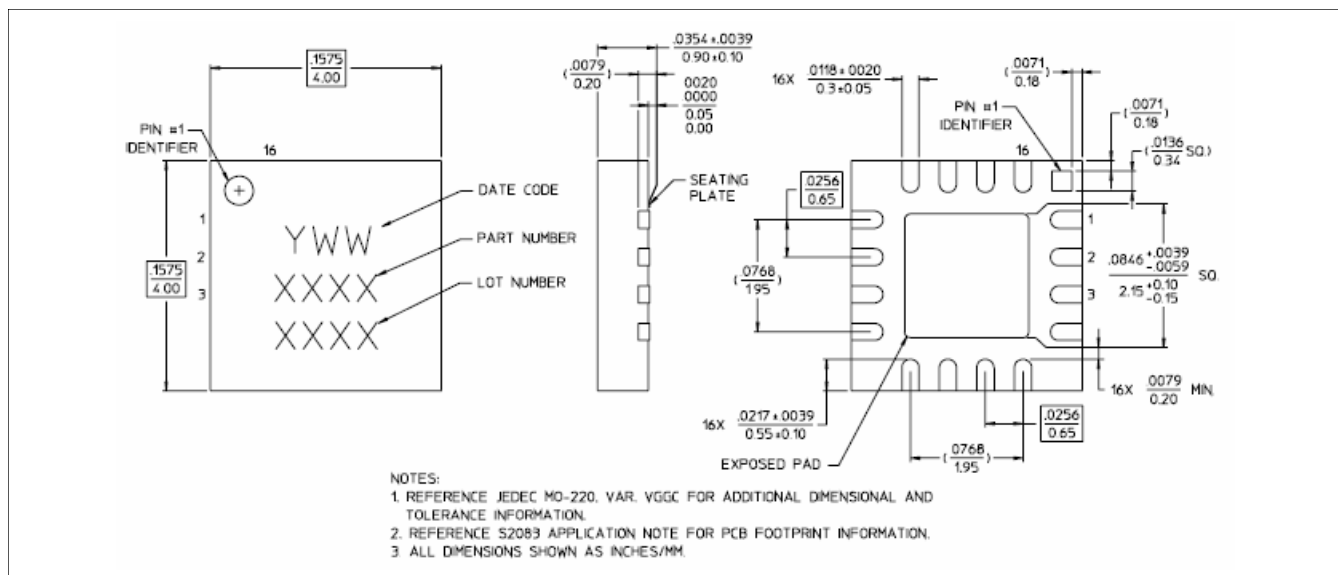 .1575
4.00
PIN #1
IDENTIFIER
16
DATE CODE
YWW
PART NUMBER
XXXX
LOT NUMBER
XXXX
1
2
3
.1575
4.00
.0354±.0039
0.90±0.10
(.0079
0.20)
0020
0000
0.05
0.00
SEATING
PLATE
16X .0118±0020
0.3±0.05
(.0071
0.18)
PIN #1
IDENTIFIER
16
(.0071
0.18)
(.0136
0.34 SQ.)
.0256
0.65
(.0768
1.95)
1
2
3
.0846 +.0039
-.0059
2.15 +0.10
-0.15
SQ.
16X .0217±.0039
0.55±0.10
16X .0079
0.20 MIN.
.0256
0.65
(.0768
1.95)
EXPOSED PAD
NOTES:
1. REFERENCE JEDEC MO-220, VAR. VGGC FOR ADDITIONAL DIMENSIONAL AND
TOLERANCE INFORMATION.
2. REFERENCE S2083 APPLICATION NOTE FOR PCB FOOTPRINT INFORMATION.
3 ALL DIMENSIONS SHOWN AS INCHES/MM.